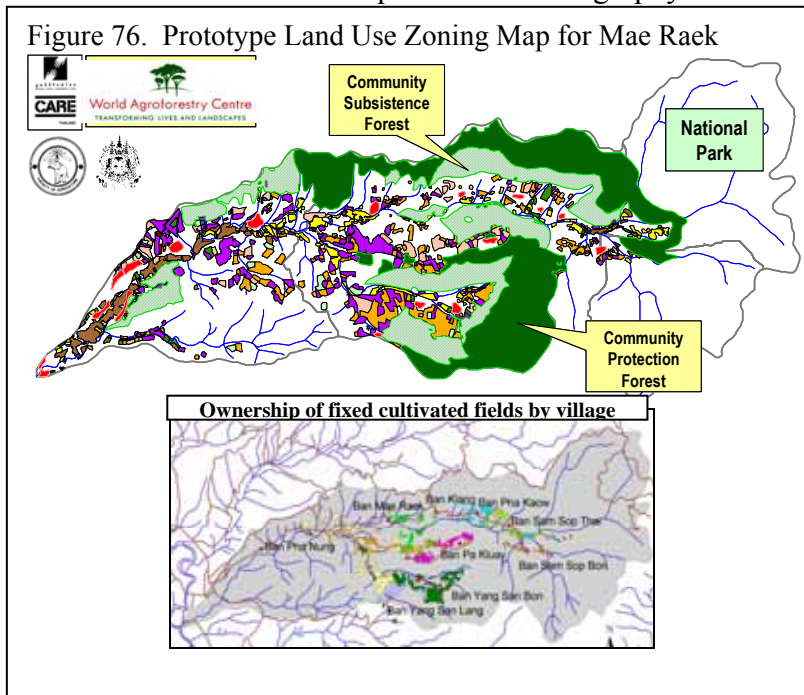 Figure 76. Prototype Land Use Zoning Map for Mae Raek
CARE
THAILAND
World Agroforestry Centre
TRANSFORMING LIVES AND LANDSCAPES
Community
Subsistence
Forest
National
Park
Community
Protection
Forest
Ownership of fixed cultivated fields by village
Ban Mae Raek
Ban Klang
Ban Pha Kaow
Ban Sam Sop Thai
Ban Pha Nung
Ban Pa Kluay
Ban Sam Sop Bon
Ban Yang San Bon
Ban Yang Son Lang